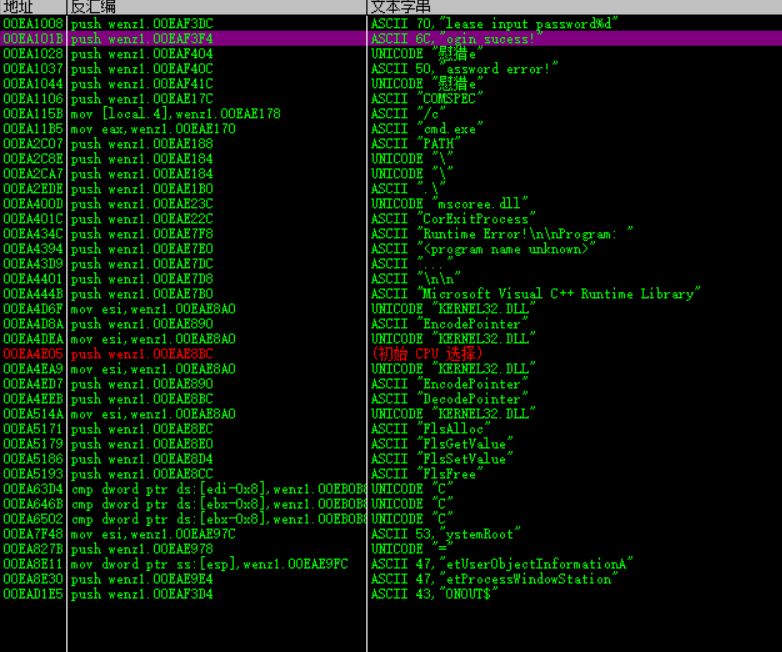 地址 反汇编 文本字串
00EA1008 push wenz1.00EAF3DC ASCII 70,"lease input password%d"
00EA101B push wenz1.00EAF3F4 ASCII 6C,"ogin sucess!"
00EA1028 push wenz1.00EAF404 UNICODE "慰獵e"
00EA1037 push wenz1.00EAF40C ASCII 50,"assword error!"
00EA1044 push wenz1.00EAF41C UNICODE "慰獵e"
00EA1106 push wenz1.00EAE17C ASCII "COMSPEC"
00EA115B mov [local.4],wenz1.00EAE178 ASCII "/c"
00EA11B5 mov eax,wenz1.00EAE170 ASCII "cmd.exe"
00EA2C07 push wenz1.00EAE188 ASCII "PATH"
00EA2C8E push wenz1.00EAE184 UNICODE "\"
00EA2CA7 push wenz1.00EAE184 UNICODE "\"
00EA2EDE push wenz1.00EAE1B0 ASCII ".\"
00EA400D push wenz1.00EAE23C UNICODE "mscoree.dll"
00EA401C push wenz1.00EAE22C ASCII "CorExitProcess"
00EA434C push wenz1.00EAE7F8 ASCII "Runtime Error!\n\nProgram: "
00EA4394 push wenz1.00EAE7E0 ASCII "<program name unknown>"
00EA43D9 push wenz1.00EAE7DC ASCII "..."
00EA4401 push wenz1.00EAE7D8 ASCII "\n\n"
00EA444B push wenz1.00EAE7B0 ASCII "Microsoft Visual C++ Runtime Library"
00EA4D6F mov esi,wenz1.00EAE8A0 UNICODE "KERNEL32.DLL"
00EA4D8A push wenz1.00EAE890 ASCII "EncodePointer"
00EA4DEA mov esi,wenz1.00EAE8A0 UNICODE "KERNEL32.DLL"
00EA4E05 push wenz1.00EAE8BC (初始 CPU 选择)
00EA4EA9 mov esi,wenz1.00EAE8A0 UNICODE "KERNEL32.DLL"
00EA4ED7 push wenz1.00EAE890 ASCII "EncodePointer"
00EA4EEB push wenz1.00EAE8BC ASCII "DecodePointer"
00EA514A mov esi,wenz1.00EAE8A0 UNICODE "KERNEL32.DLL"
00EA5171 push wenz1.00EAE8EC ASCII "FlsAlloc"
00EA5179 push wenz1.00EAE8E0 ASCII "FlsGetValue"
00EA5186 push wenz1.00EAE8D4 ASCII "FlsSetValue"
00EA5193 push wenz1.00EAE8CC ASCII "FlsFree"
00EA63D4 cmp dword ptr ds:[edi-0x8],wenz1.00EB0B8 UNICODE "C"
00EA646B cmp dword ptr ds:[ebx-0x8],wenz1.00EB0B8 UNICODE "C"
00EA6502 cmp dword ptr ds:[ebx-0x8],wenz1.00EB0B8 UNICODE "C"
00EA7F48 mov esi,wenz1.00EAE97C ASCII 53,"ystemRoot"
00EA827B push wenz1.00EAE978 UNICODE "="
00EA8E11 mov dword ptr ss:[esp],wenz1.00EAE9FC ASCII 47,"etUserObjectInformationA"
00EA8E30 push wenz1.00EAE9E4 ASCII 47,"etProcessWindowStation"
00EAD1E5 push wenz1.00EAF3D4 ASCII 43,"ONOUT$"